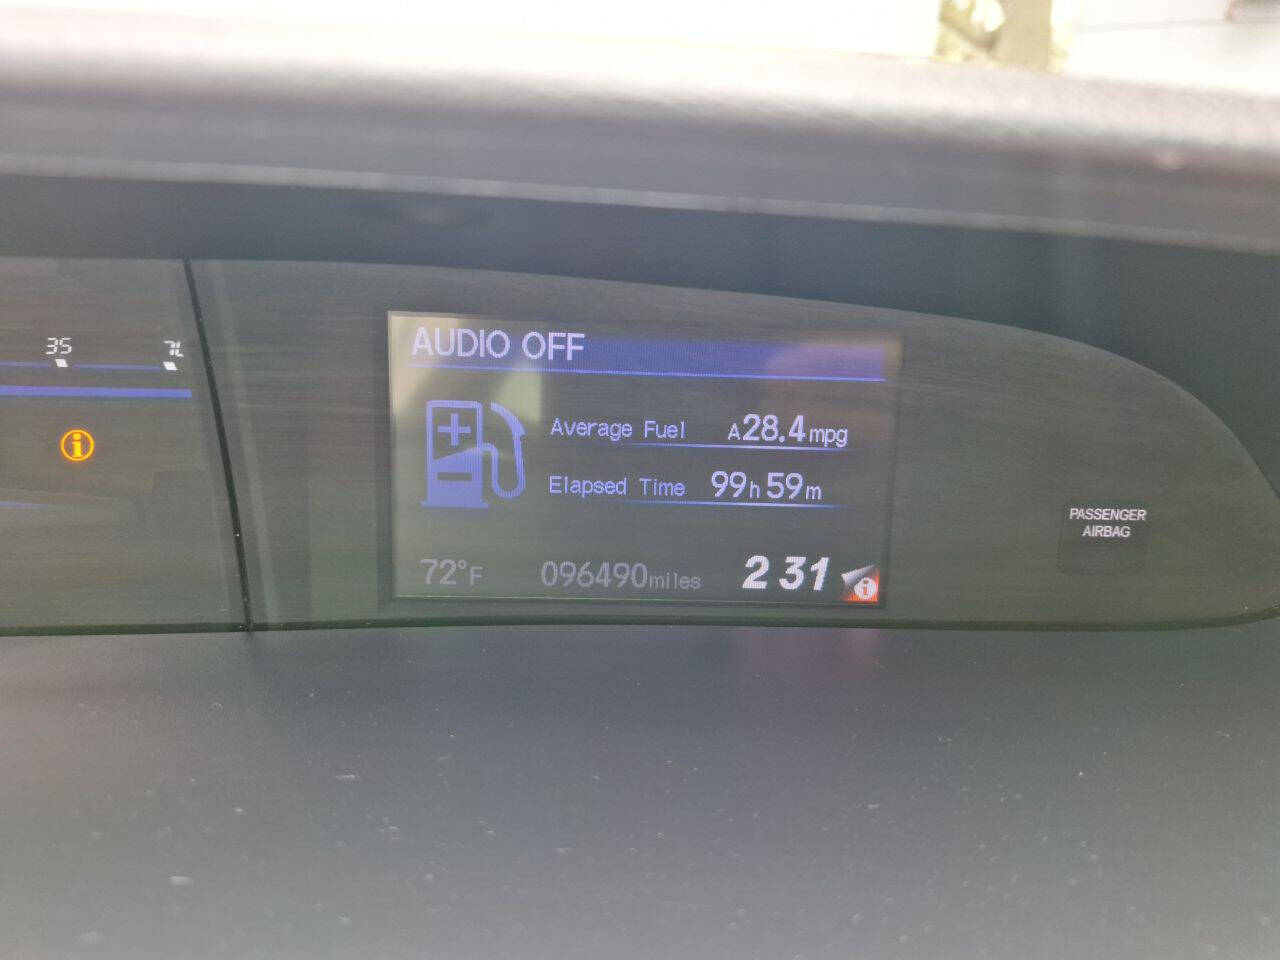 AUDIO OFF
35
Average Fuel A28.4mpg
Elapsed Time 99h59m
72°F 096490miles 2 31 i
i
PASSENGER
AIRBAG